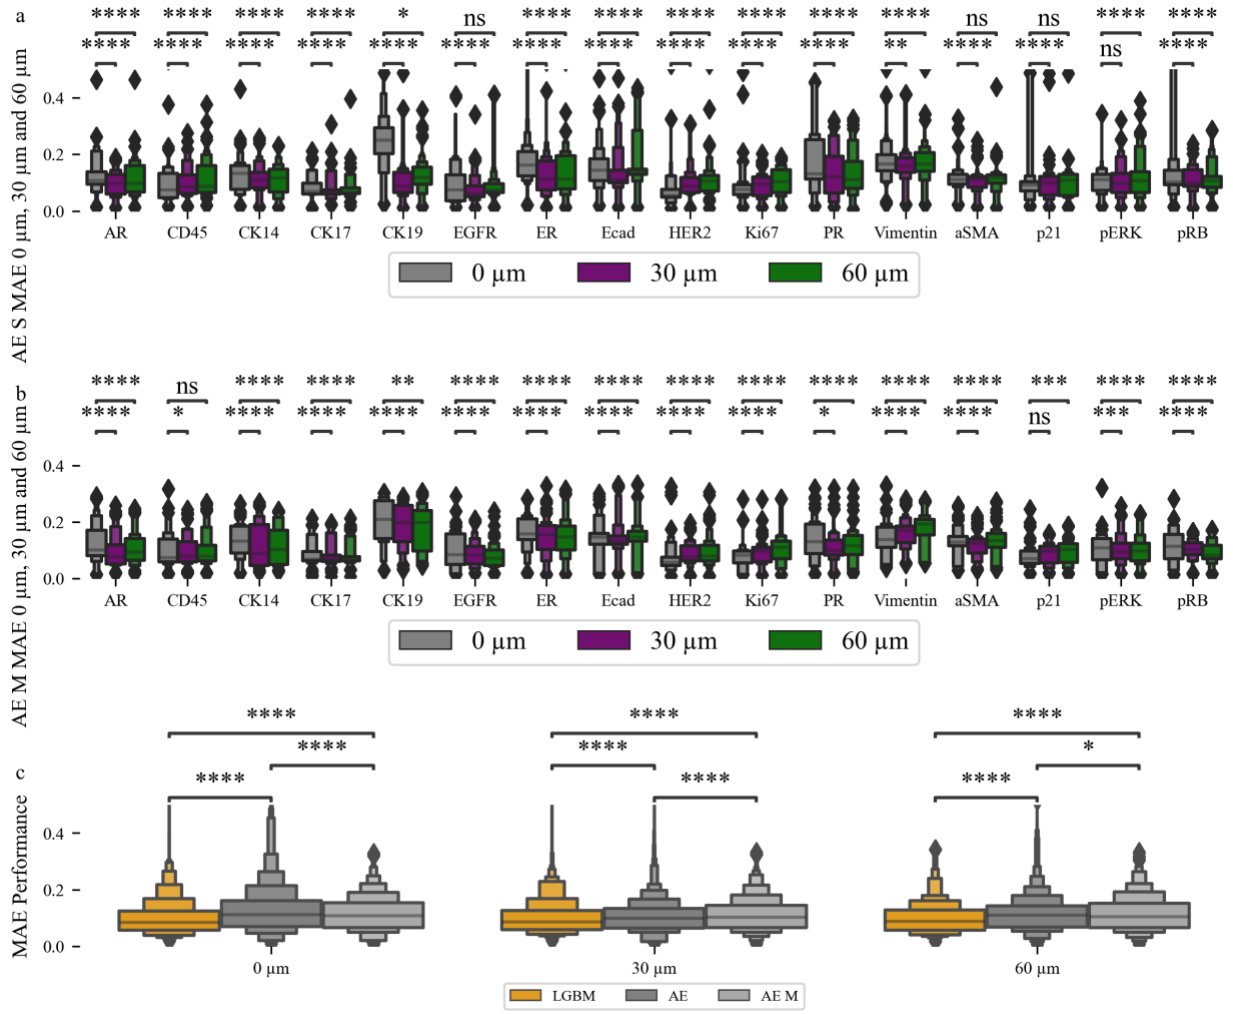 a
**** **** **** **** * ns **** **** **** **** **** **** ns ns **** ****
**** **** **** **** **** **** **** **** **** **** **** ** **** **** ns ****
AE S MAE 0 µm, 30 µm and 60 µm
0.4
0.2
0.0
AR CD45 CK14 CK17 CK19 EGFR ER Ecad HER2 Ki67 PR Vimentin aSMA p21 pERK pRB
0 µm 30 µm 60 µm
b
**** ns **** **** ** **** **** **** **** **** **** **** **** *** **** ****
**** * **** **** **** **** **** **** **** **** * **** **** ns *** ****
AE M MAE 0 µm, 30 µm and 60 µm
0.4
0.2
0.0
AR CD45 CK14 CK17 CK19 EGFR ER Ecad HER2 Ki67 PR Vimentin aSMA p21 pERK pRB
0 µm 30 µm 60 µm
**** **** ****
**** **** *
c
**** **** ****
MAE Performance
0.4
0.2
0.0
0 µm 30 µm 60 µm
LGBM AE AE M